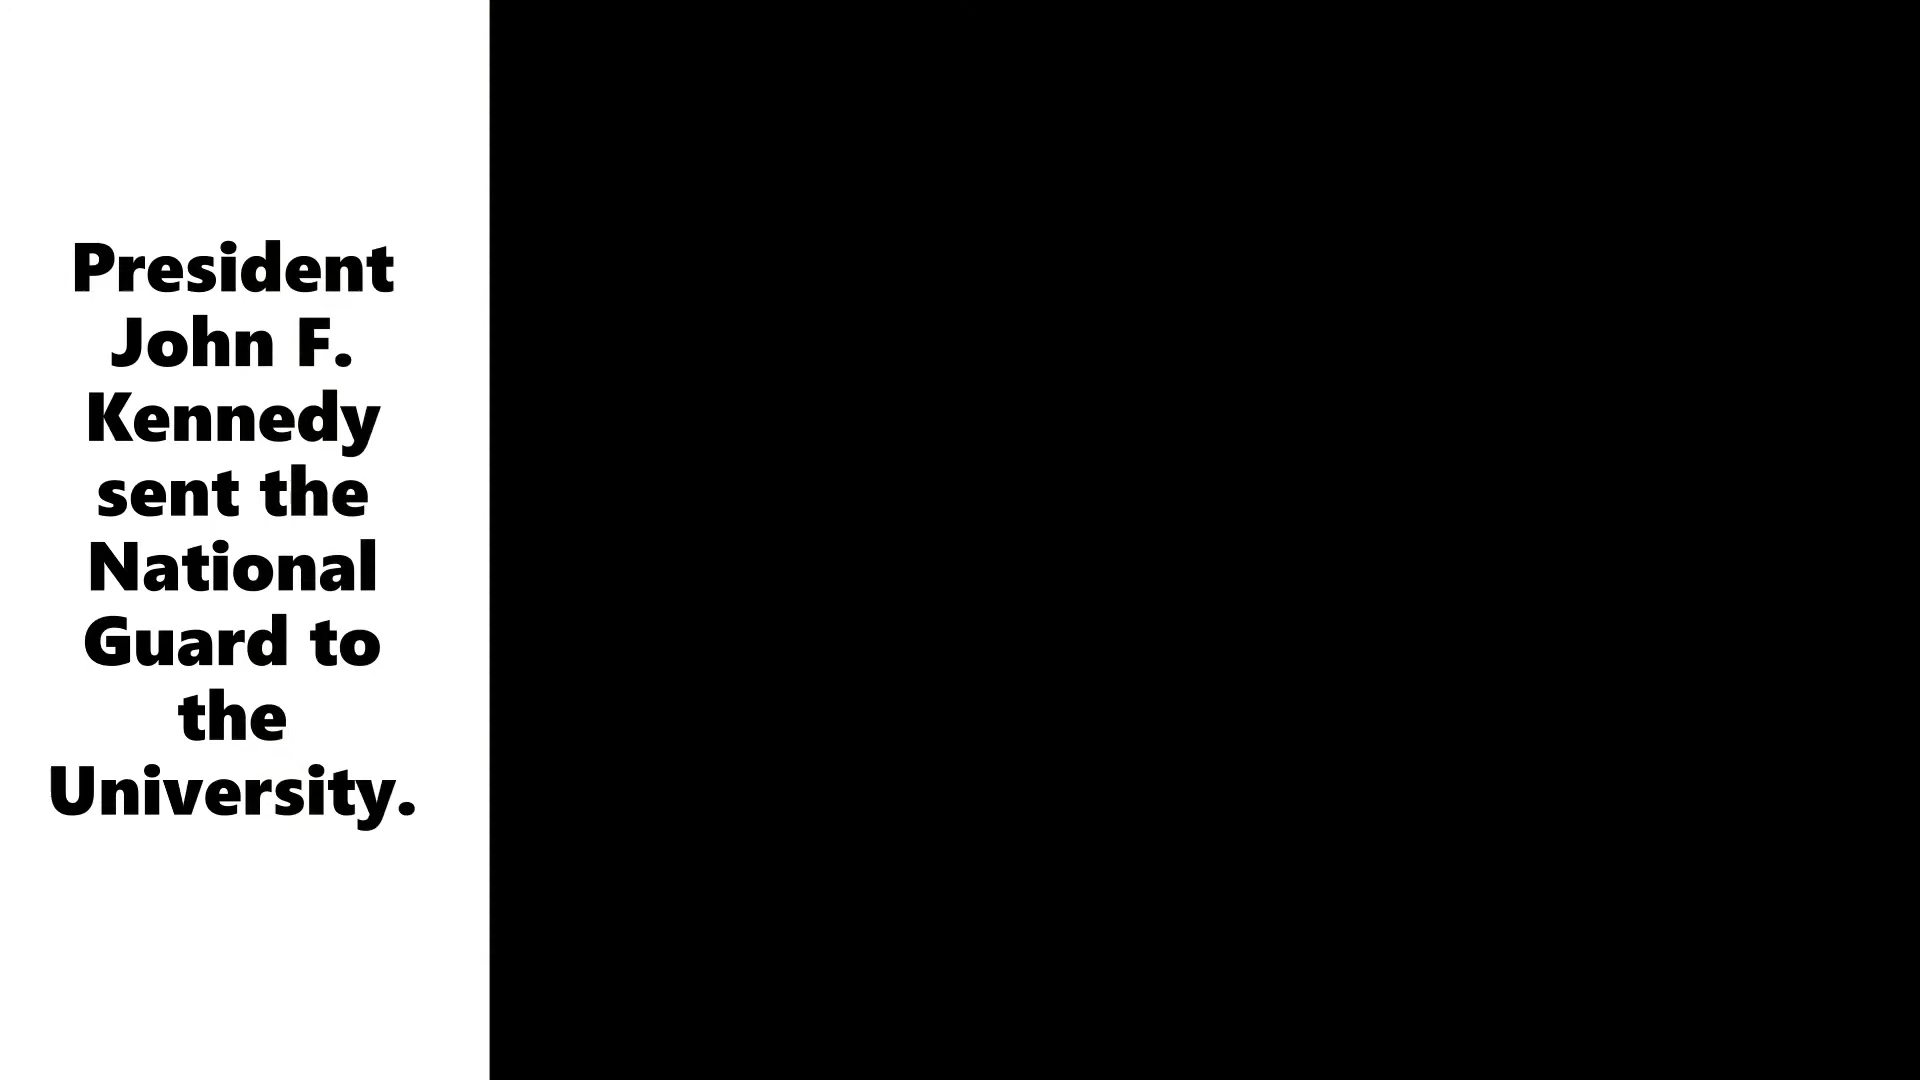 President
John F.
Kennedy
sent the
National
Guard to
the
University.